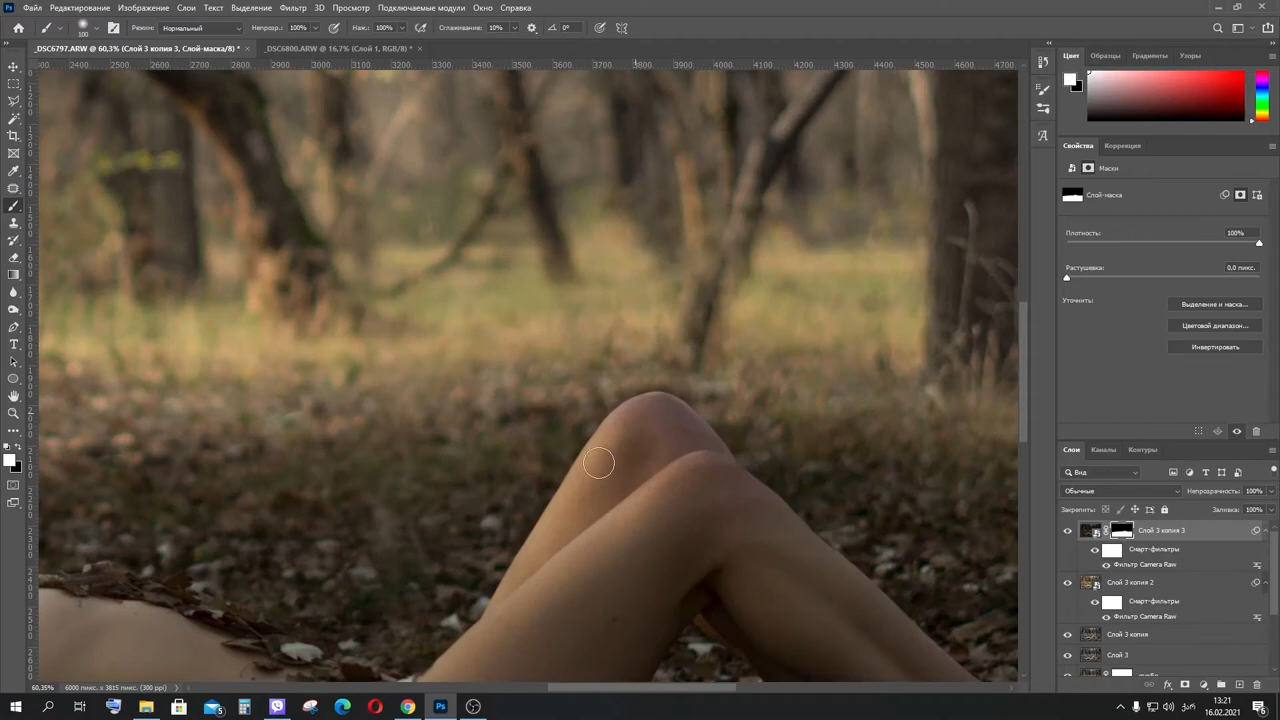 Файл Редактирование Изображение Слои Текст Выделение Фильтр 3D Просмотр Подключаемые модули Окно Справка
100 Режим: Нормальный Непрозр.: 100% Наж.: 100% Сглаживание: 10% 0°
_DSC6797.ARW @ 60,3% (Слой 3 копия 3, Слой-маска/8) * × _DSC6800.ARW @ 16,7% (Слой 1, RGB/8) * ×
2400 2500 2600 2700 2800 2900 3000 3100 3200 3300 3400 3500 3600 3700 3800 3900 4000 4100 4200 4300 4400 4500 4600 4700
Цвет Образцы Градиенты Узоры
Свойства Коррекция
Маски
Слой-маска
Плотность: 100%
Растушевка: 0,0 пикс.
Уточнить: Выделение и маска...
Цветовой диапазон...
Инвертировать
Слои Каналы Контуры
Вид
Обычные Непрозрачность: 100%
Закрепить: Заливка: 100%
Слой 3 копия 3
Смарт-фильтры
Фильтр Camera Raw
Слой 3 копия 2
Смарт-фильтры
Фильтр Camera Raw
Слой 3 копия
Слой 3
60,35% 6000 пикс. x 3815 пикс. (300 ppi)
13:21
16.02.2021